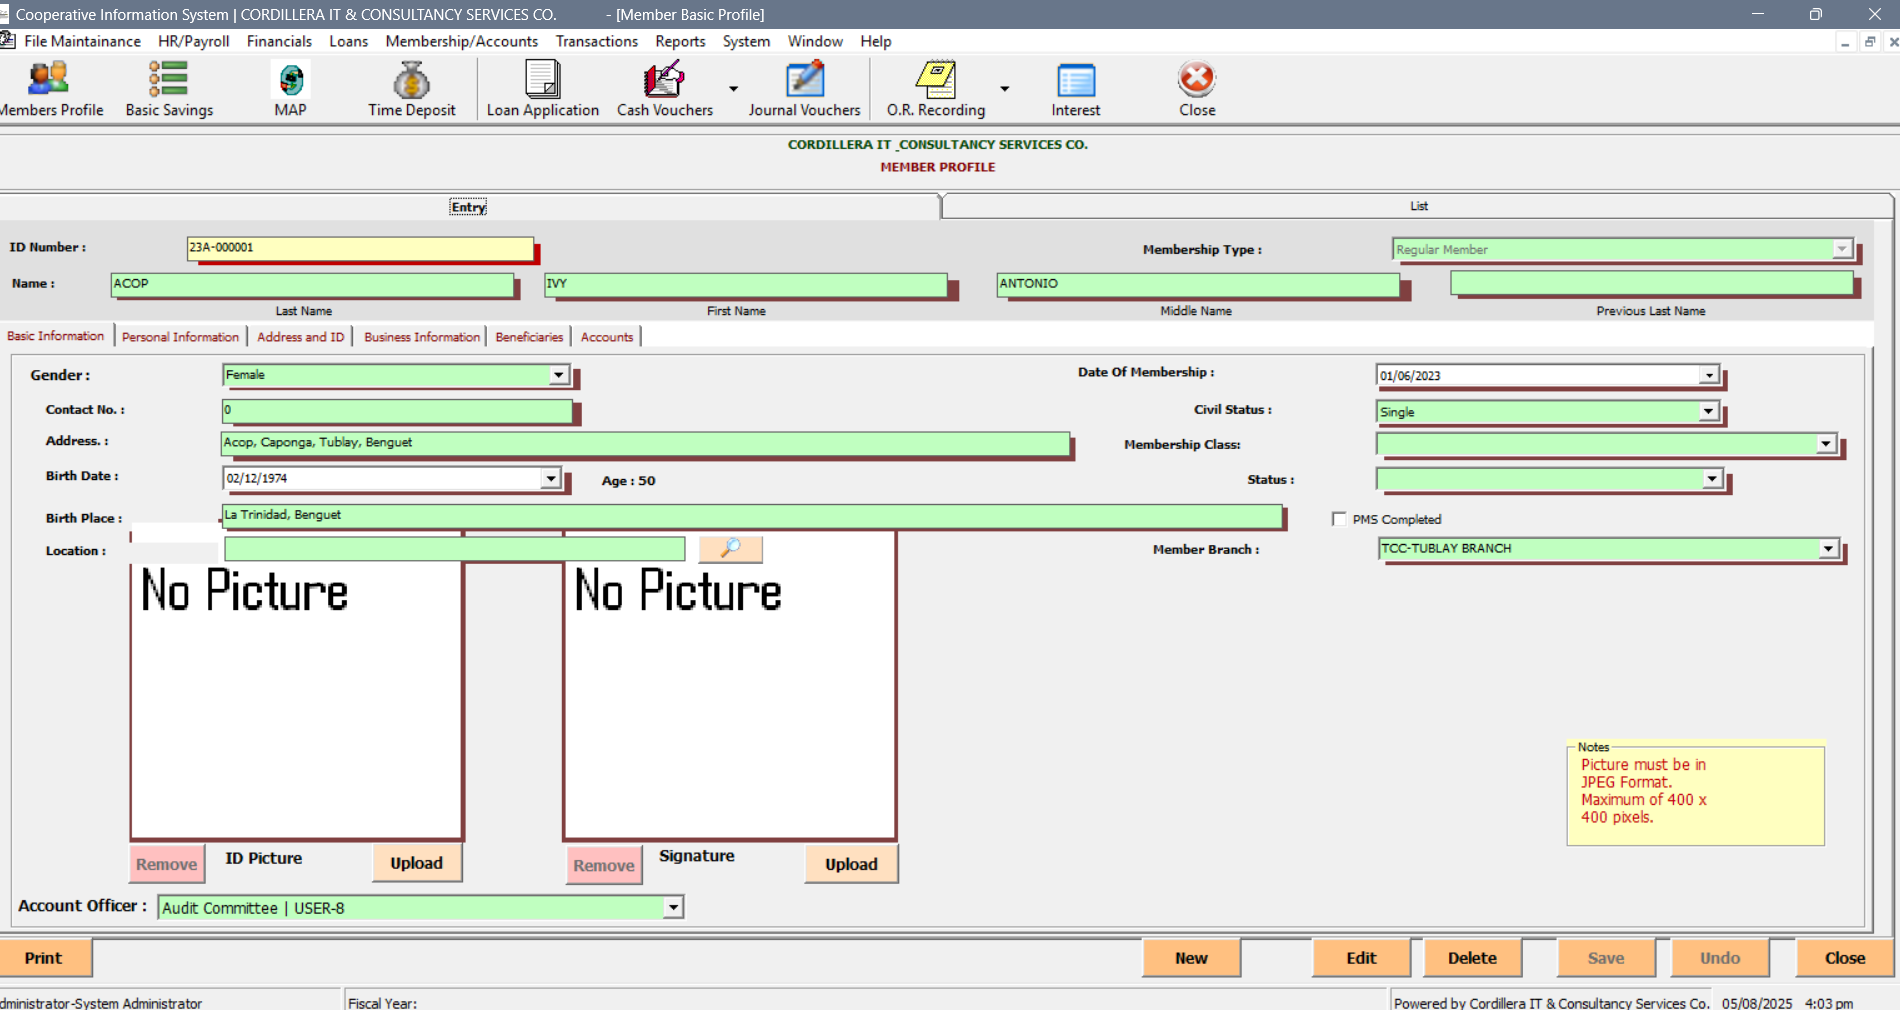 Cooperative Information System | CORDILLERA IT & CONSULTANCY SERVICES CO. - [Member Basic Profile]
File Maintainance HR/Payroll Financials Loans Membership/Accounts Transactions Reports System Window Help
Members Profile Basic Savings MAP Time Deposit Loan Application Cash Vouchers Journal Vouchers O.R. Recording Interest Close
CORDILLERA IT _CONSULTANCY SERVICES CO.
MEMBER PROFILE
Entry List
ID Number : 23A-000001 Membership Type : Regular Member
Name : ACOP IVY ANTONIO
Last Name First Name Middle Name Previous Last Name
Basic Information Personal Information Address and ID Business Information Beneficiaries Accounts
Gender : Female Date Of Membership : 01/06/2023
Contact No. : 0 Civil Status : Single
Address. : Acop, Caponga, Tublay, Benguet Membership Class:
Birth Date : 02/12/1974 Age : 50 Status :
Birth Place : La Trinidad, Benguet PMS Completed
Location : Member Branch : TCC-TUBLAY BRANCH
No Picture No Picture
Notes
Picture must be in
JPEG Format.
Maximum of 400 x
400 pixels.
Remove ID Picture Upload Remove Signature Upload
Account Officer : Audit Committee | USER-8
Print New Edit Delete Save Undo Close
dministrator-System Administrator Fiscal Year: Powered by Cordillera IT & Consultancy Services Co. 05/08/2025 4:03 pm